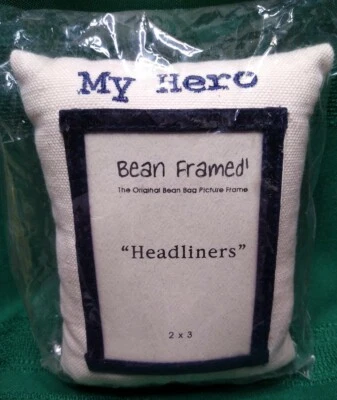 My Hero
Bean Framed!
The Original Bean Bag Picture Frame
"Headliners"
2 x 3